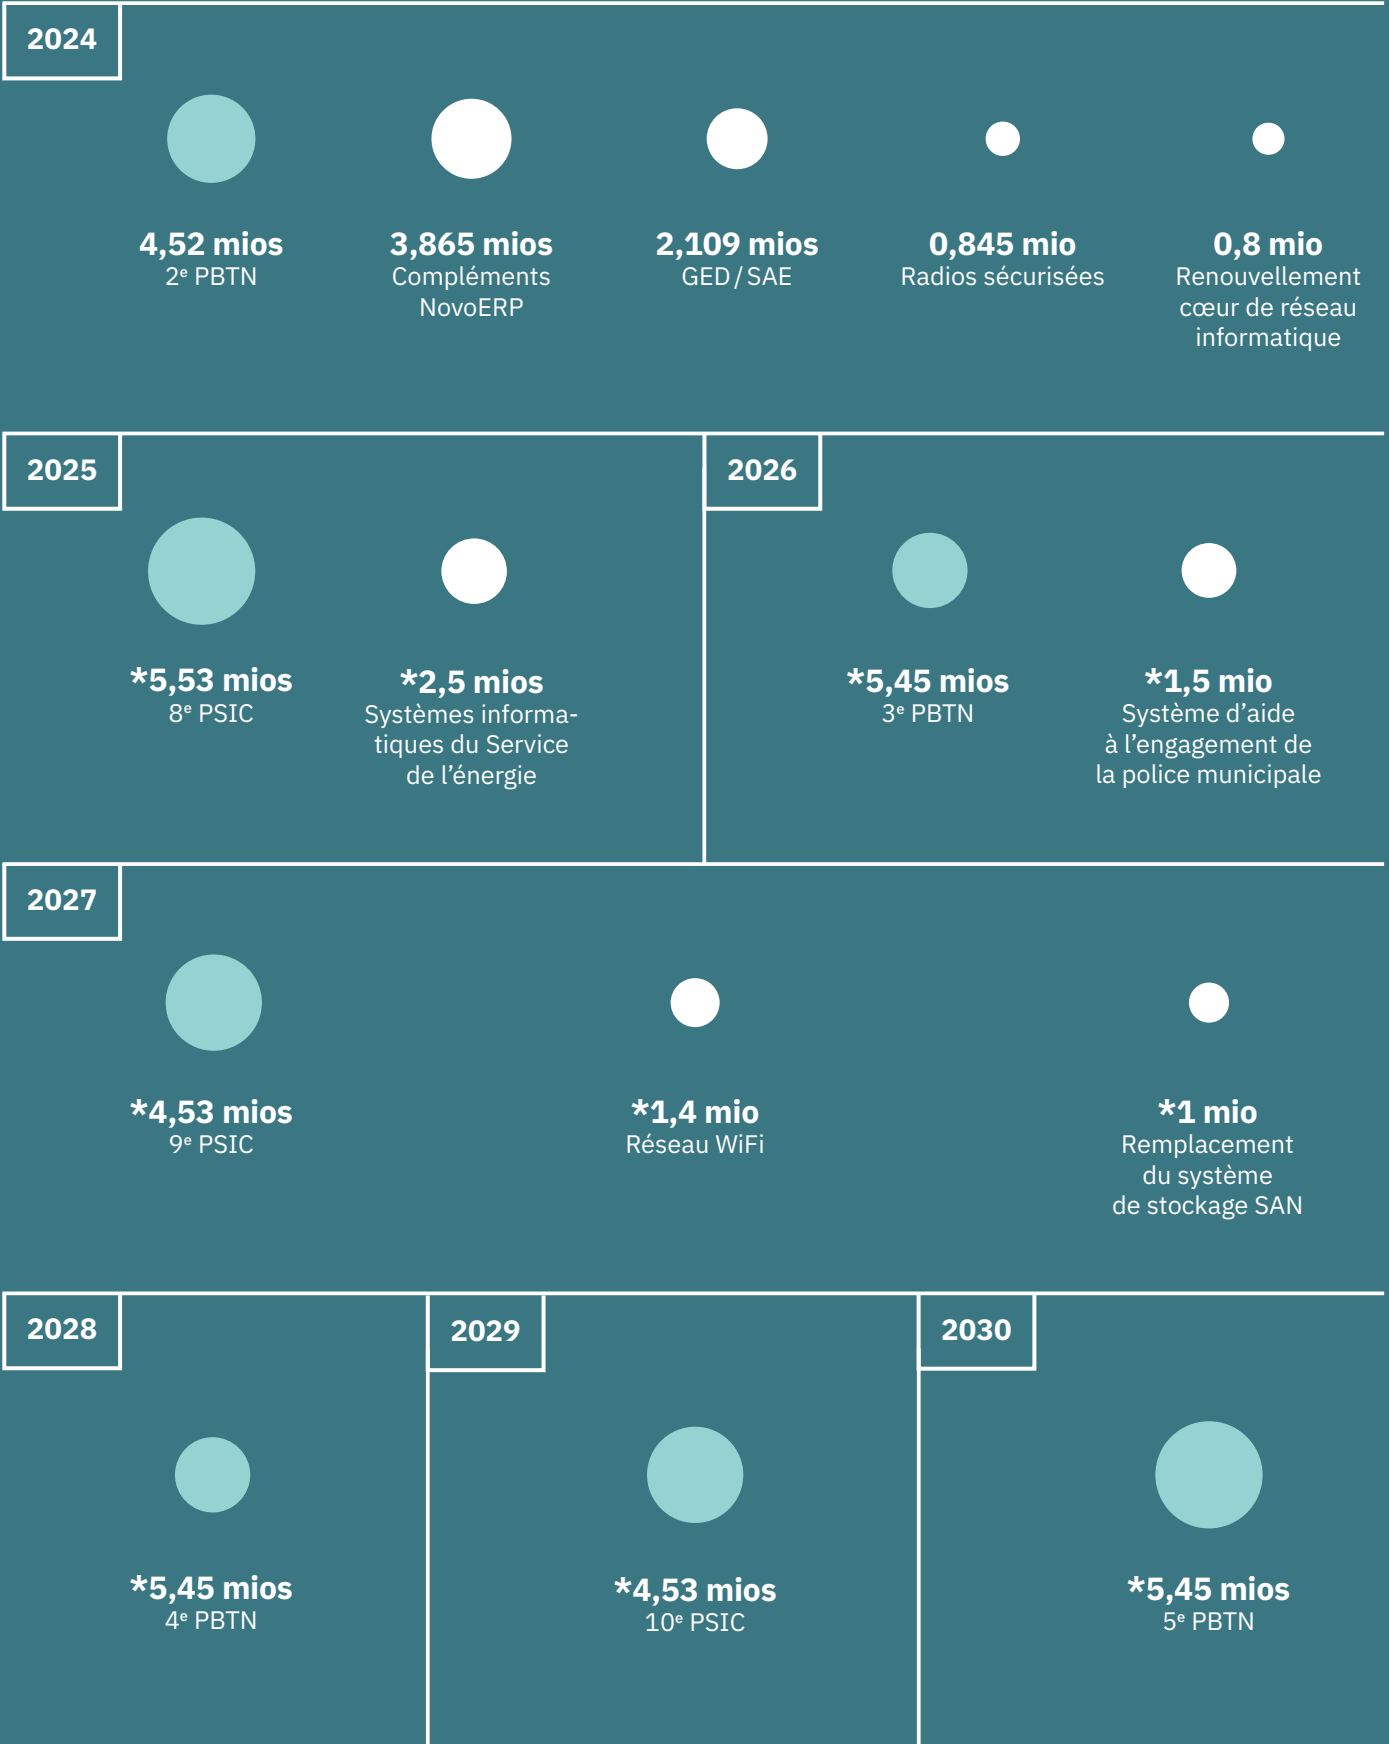 2024
4,52 mios
2e PBTN
3,865 mios
Compléments
NovoERP
2,109 mios
GED / SAE
0,845 mio
Radios sécurisées
0,8 mio
Renouvellement
cœur de réseau
informatique
2025
*5,53 mios
8e PSIC
*2,5 mios
Systèmes informa-
tiques du Service
de l’énergie
2026
*5,45 mios
3e PBTN
*1,5 mio
Système d’aide
à l’engagement de
la police municipale
2027
*4,53 mios
9e PSIC
*1,4 mio
Réseau WiFi
*1 mio
Remplacement
du système
de stockage SAN
2028
*5,45 mios
4e PBTN
2029
*4,53 mios
10e PSIC
2030
*5,45 mios
5e PBTN